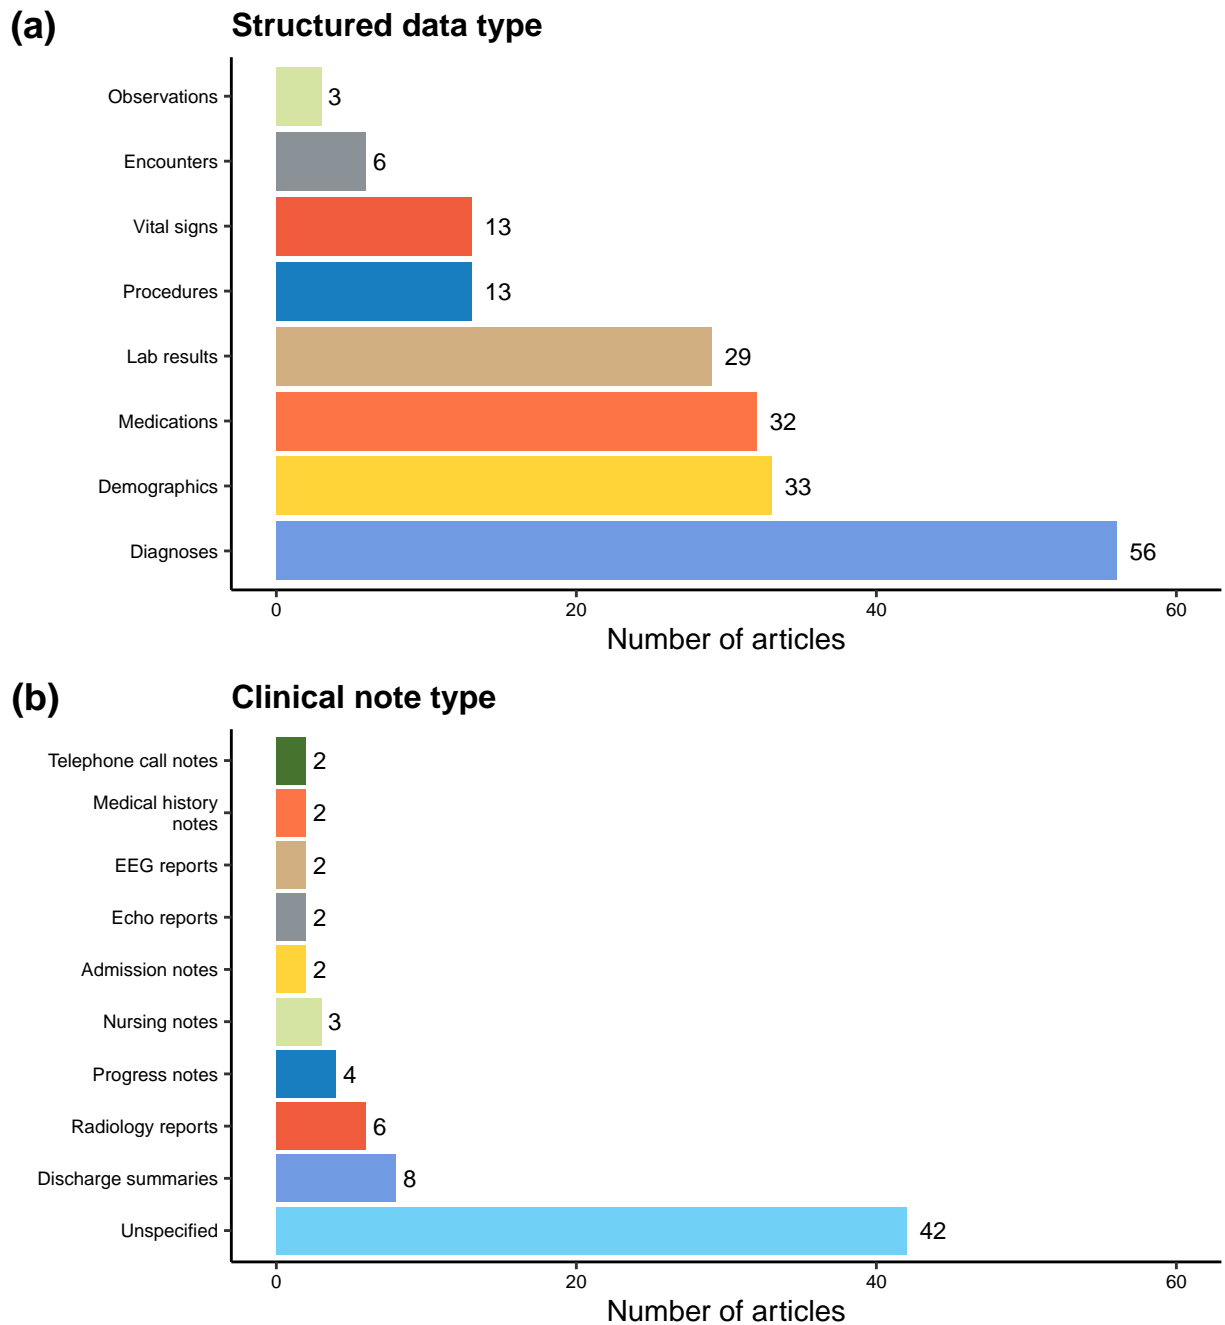 (a) Structured data type
Observations 3
Encounters 6
Vital signs 13
Procedures 13
Lab results 29
Medications 32
Demographics 33
Diagnoses 56
0 20 40 60
Number of articles
(b) Clinical note type
Telephone call notes 2
Medical history
notes 2
EEG reports 2
Echo reports 2
Admission notes 2
Nursing notes 3
Progress notes 4
Radiology reports 6
Discharge summaries 8
Unspecified 42
0 20 40 60
Number of articles